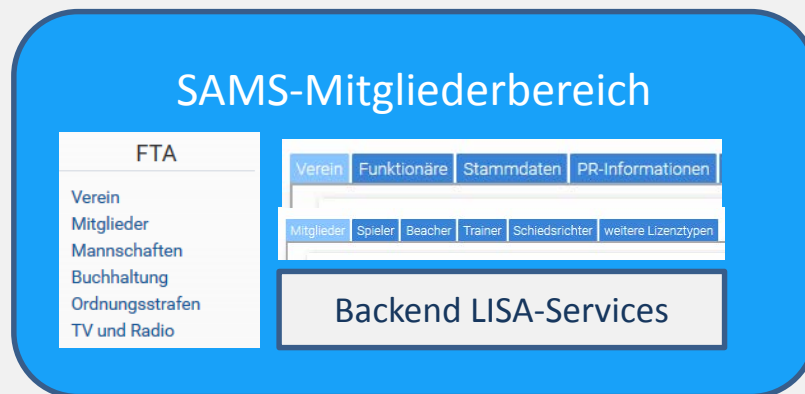 SAMS-Mitgliederbereich
FTA
Verein
Mitglieder
Mannschaften
Buchhaltung
Ordnungsstrafen
TV und Radio
Verein Funktionäre Stammdaten PR-Informationen
Mitglieder Spieler Beacher Trainer Schiedsrichter weitere Lizenztypen
Backend LISA-Services